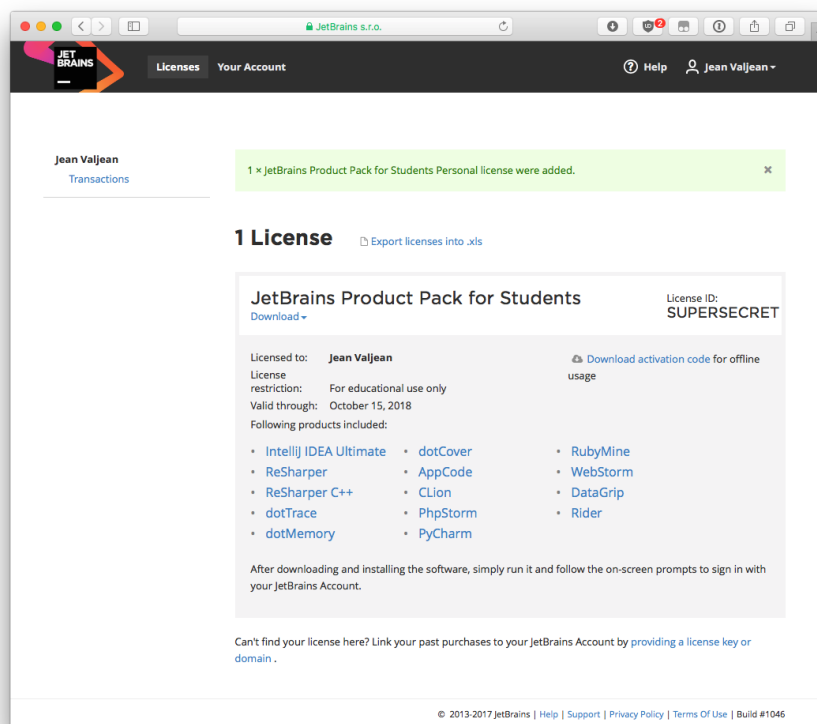 JetBrains s.r.o.
2
JET
BRAINS
Licenses Your Account
Help Jean Valjean
Jean Valjean
Transactions
1 × JetBrains Product Pack for Students Personal license were added.
1 License
Export licenses into .xls
JetBrains Product Pack for Students
Download
License ID:
SUPERSECRET
Licensed to: Jean Valjean
License
restriction: For educational use only
Valid through: October 15, 2018
Following products included:
Download activation code for offline
usage
• IntelliJ IDEA Ultimate
• ReSharper
• ReSharper C++
• dotTrace
• dotMemory
• dotCover
• AppCode
• CLion
• PhpStorm
• PyCharm
• RubyMine
• WebStorm
• DataGrip
• Rider
After downloading and installing the software, simply run it and follow the on-screen prompts to sign in with
your JetBrains Account.
Can't find your license here? Link your past purchases to your JetBrains Account by providing a license key or
domain .
© 2013-2017 JetBrains | Help | Support | Privacy Policy | Terms Of Use | Build #1046